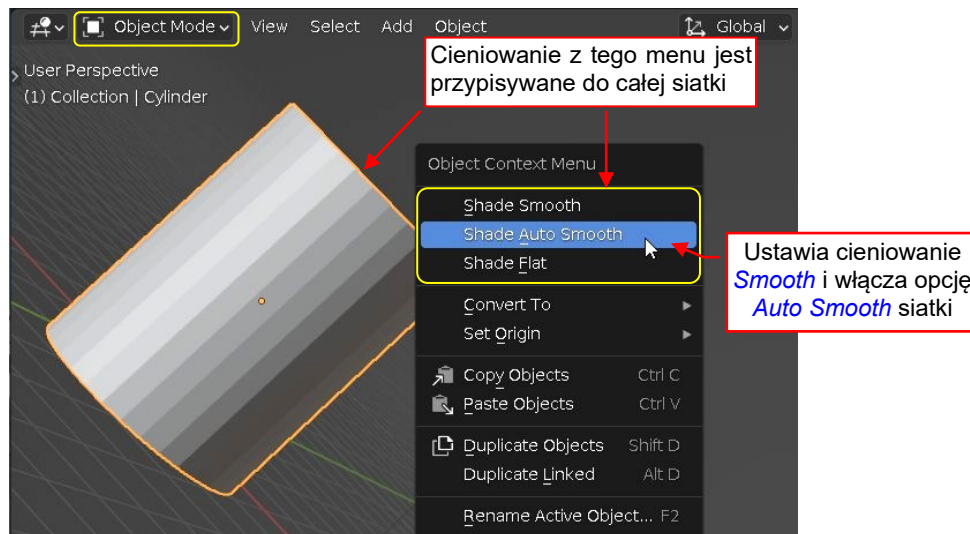 Object Mode View Select Add Object Global
User Perspective
(1) Collection | Cylinder
Cieniowanie z tego menu jest
przypisywane do całej siatki
Object Context Menu
Shade Smooth
Shade Auto Smooth
Shade Flat
Ustawia cieniowanie
Smooth i włącza opcję
Auto Smooth siatki
Convert To
Set Origin
Copy Objects Ctrl C
Paste Objects Ctrl V
Duplicate Objects Shift D
Duplicate Linked Alt D
Rename Active Object... F2